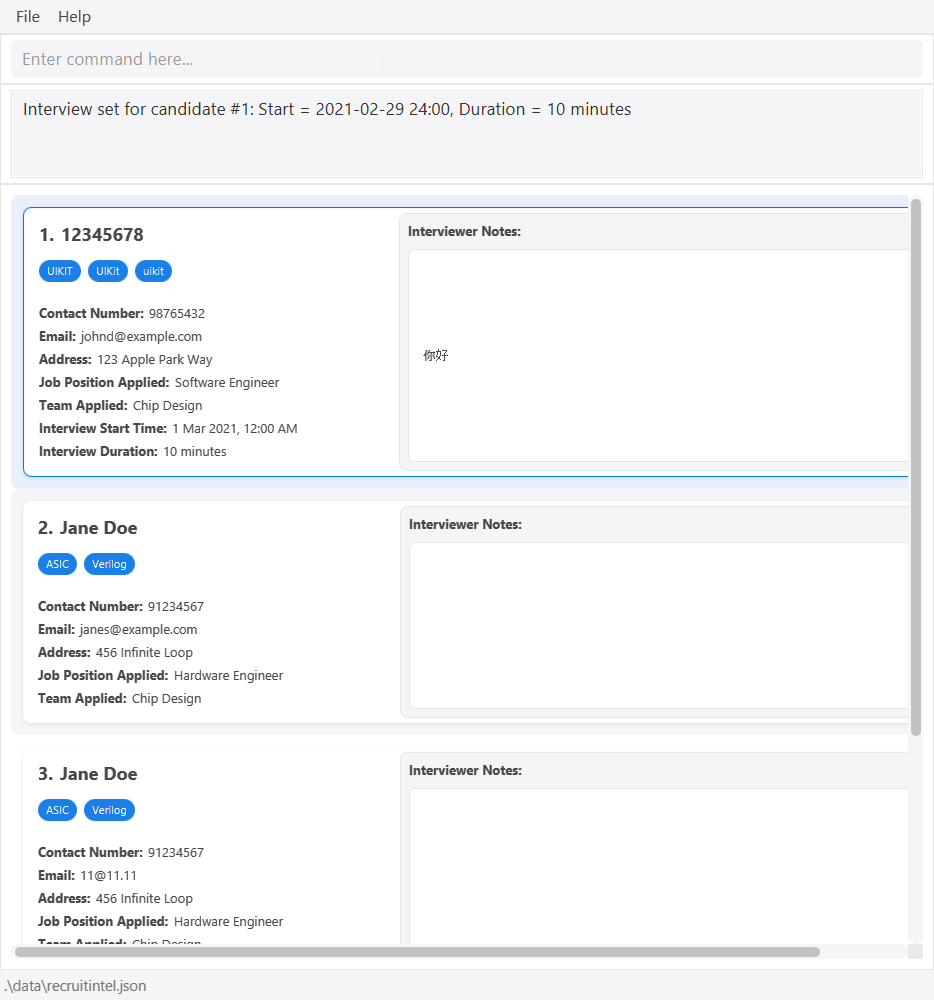 File Help
Enter command here...
Interview set for candidate #1: Start = 2021-02-29 24:00, Duration = 10 minutes
1. 12345678
UIKIT UIKit uikit
Contact Number: 98765432
Email: johnd@example.com
Address: 123 Apple Park Way
Job Position Applied: Software Engineer
Team Applied: Chip Design
Interview Start Time: 1 Mar 2021, 12:00 AM
Interview Duration: 10 minutes
Interviewer Notes:
你好
2. Jane Doe
ASIC Verilog
Contact Number: 91234567
Email: janes@example.com
Address: 456 Infinite Loop
Job Position Applied: Hardware Engineer
Team Applied: Chip Design
Interviewer Notes:
3. Jane Doe
ASIC Verilog
Contact Number: 91234567
Email: 11@11.11
Address: 456 Infinite Loop
Job Position Applied: Hardware Engineer
Team Applied: Chip Design
Interviewer Notes:
.\data\recruitintel.json